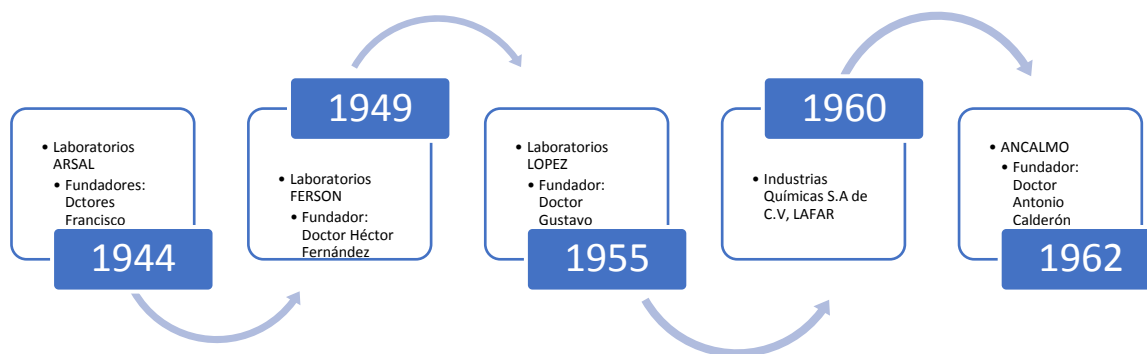 • Laboratorios
ARSAL
• Fundadores:
Dctores
Francisco
1944
1949
• Laboratorios
FERSON
• Fundador:
Doctor Héctor
Fernández
• Laboratorios
LOPEZ
• Fundador:
Doctor
Gustavo
1955
1960
• Industrias
Químicas S.A de
C.V, LAFAR
• ANCALMO
• Fundador:
Doctor
Antonio
Calderón
1962